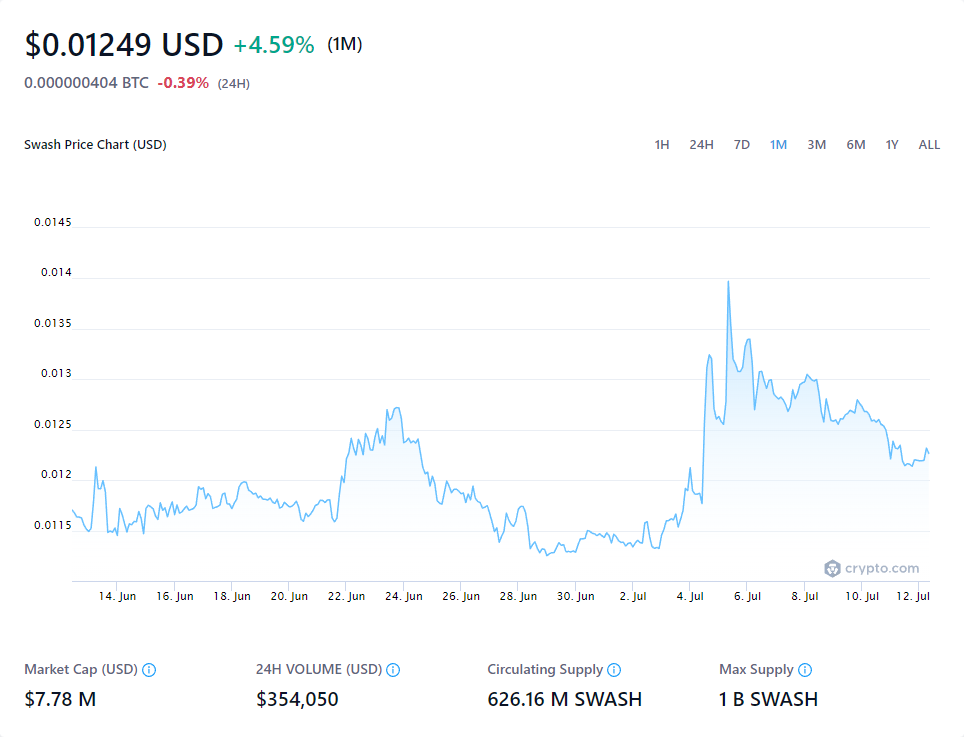 $0.01249 USD +4.59% (1M)
0.000000404 BTC -0.39% (24H)
Swash Price Chart (USD) 1H 24H 7D 1M 3M 6M 1Y ALL
0.0145
0.014
0.0135
0.013
0.0125
0.012
0.0115
crypto.com
14. Jun 16. Jun 18. Jun 20. Jun 22. Jun 24. Jun 26. Jun 28. Jun 30. Jun 2. Jul 4. Jul 6. Jul 8. Jul 10. Jul 12. Jul
Market Cap (USD) 24H VOLUME (USD) Circulating Supply Max Supply
$7.78 M $354,050 626.16 M SWASH 1 B SWASH